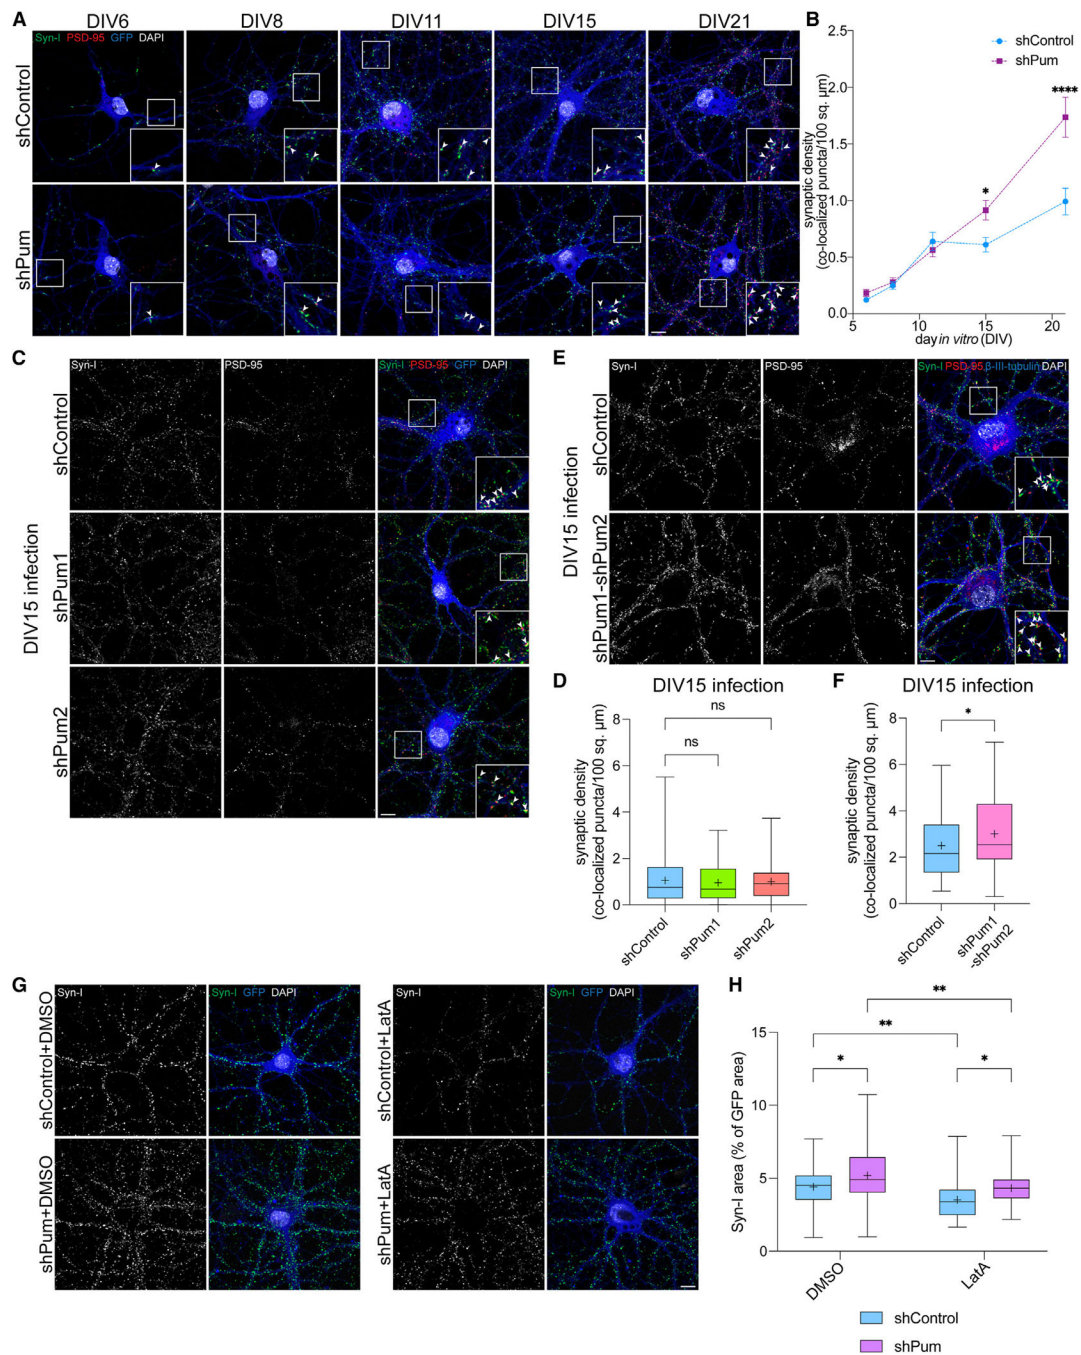 A
DIV6 DIV8 DIV11 DIV15 DIV21
Syn-I PSD-95 GFP DAPI
shControl
shPum
B
synaptic density
(co-localized puncta/100 sq. µm)
2.5
2.0
1.5
1.0
0.5
0.0
5 10 15 20
day in vitro (DIV)
shControl
shPum
*
****
C
DIV15 infection
Syn-I PSD-95 Syn-I PSD-95 GFP DAPI
shControl
shPum1
shPum2
E
DIV15 infection
Syn-I PSD-95 Syn-I PSD-95 β-III-tubulin DAPI
shControl
shPum1-shPum2
D
DIV15 infection
synaptic density
(co-localized puncta/100 sq. µm)
8
6
4
2
0
ns
ns
shControl shPum1 shPum2
F
DIV15 infection
synaptic density
(co-localized puncta/100 sq. µm)
8
6
4
2
0
*
shControl shPum1
-shPum2
G
Syn-I Syn-I GFP DAPI
shControl+DMSO
shPum+DMSO
Syn-I Syn-I GFP DAPI
shControl+LatA
shPum+LatA
H
Syn-I area (% of GFP area)
15
10
5
0
**
**
* *
DMSO LatA
shControl
shPum